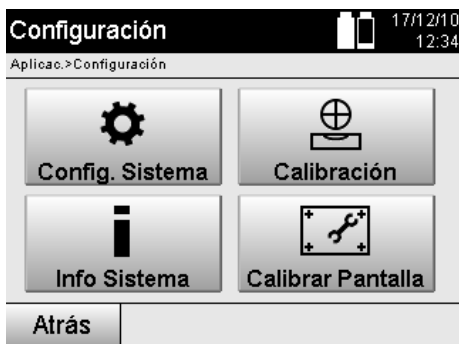 Configuración
17/12/10
12:34
Aplicac.>Configuración
Config. Sistema
Calibración
Info Sistema
Calibrar Pantalla
Atrás